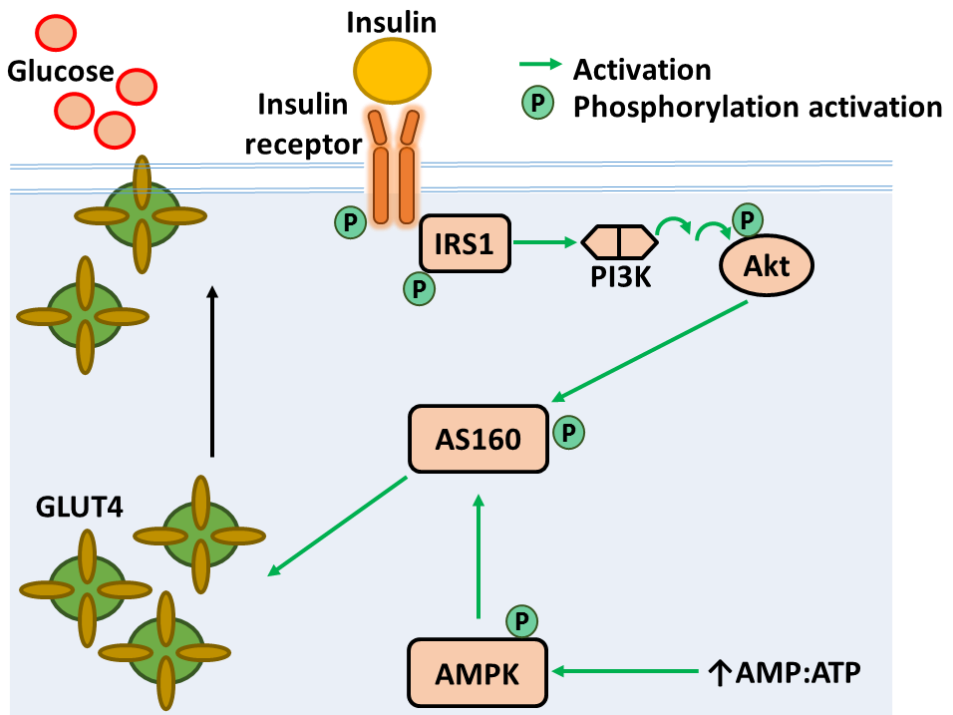 Insulin
Glucose
Insulin
receptor
→ Activation
P Phosphorylation activation
P
IRS1
P
PI3K
P
Akt
AS160
P
GLUT4
P
AMPK
↑AMP:ATP